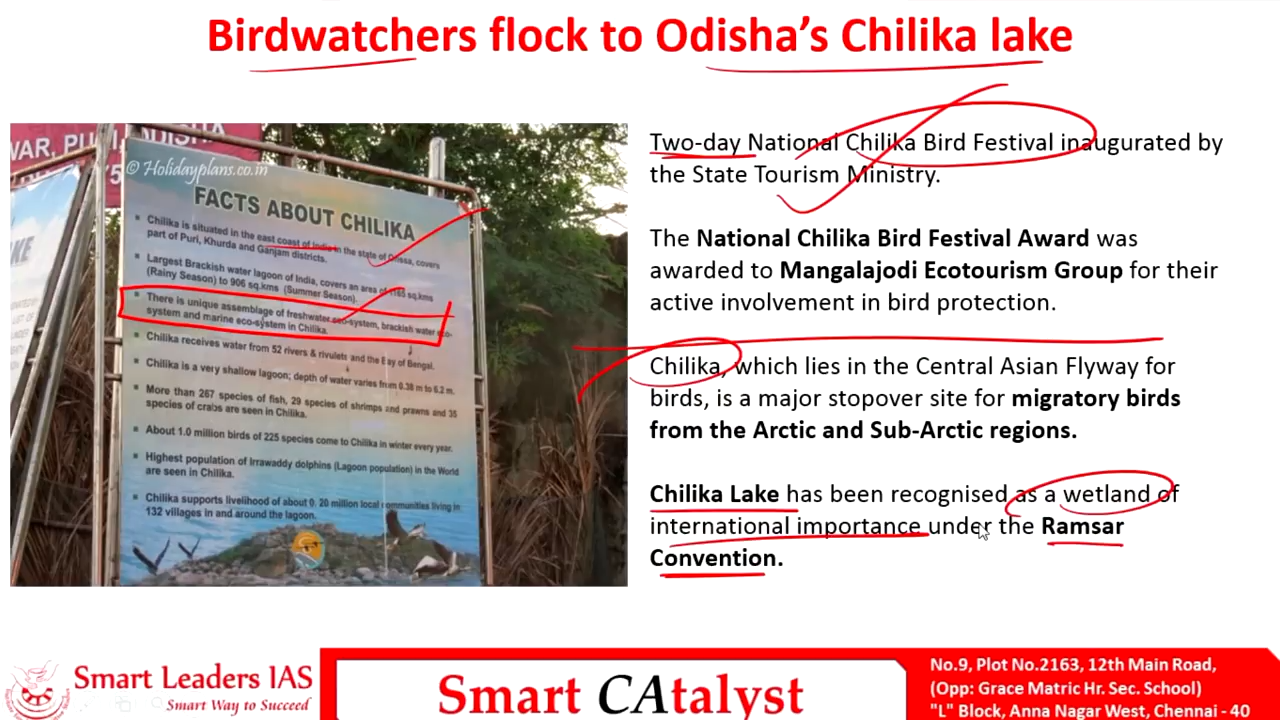 Birdwatchers flock to Odisha's Chilika lake
WAR, PURI, ODISHA
© Holidayplans.co.in
FACTS ABOUT CHILIKA
Chilika is situated in the east coast of India in the state of Orissa, covers
part of Puri, Khurda and Ganjam districts.
Largest Brackish water lagoon of India, covers an area of 1165 sq.kms
(Rainy Season) to 906 sq.kms (Summer Season).
There is unique assemblage of freshwater eco-system, brackish water eco-
system and marine eco-system in Chilika.
Chilika receives water from 52 rivers & rivulets and the Bay of Bengal.
Chilika is a very shallow lagoon; depth of water varies from 0.38 m to 6.2 m.
More than 267 species of fish, 29 species of shrimps and prawns and 35
species of crabs are seen in Chilika.
About 1.0 million birds of 225 species come to Chilika in winter every year.
Highest population of Irrawaddy dolphins (Lagoon population) in the World
are seen in Chilika.
Chilika supports livelihood of about 0.20 million local communities living in
132 villages in and around the lagoon.
Two-day National Chilika Bird Festival inaugurated by
the State Tourism Ministry.
The National Chilika Bird Festival Award was
awarded to Mangalajodi Ecotourism Group for their
active involvement in bird protection.
Chilika, which lies in the Central Asian Flyway for
birds, is a major stopover site for migratory birds
from the Arctic and Sub-Arctic regions.
Chilika Lake has been recognised as a wetland of
international importance under the Ramsar
Convention.
Smart Leaders IAS
Smart Way to Succeed
Smart CAtalyst
No.9, Plot No.2163, 12th Main Road,
(Opp: Grace Matric Hr. Sec. School)
"L" Block, Anna Nagar West, Chennai - 40